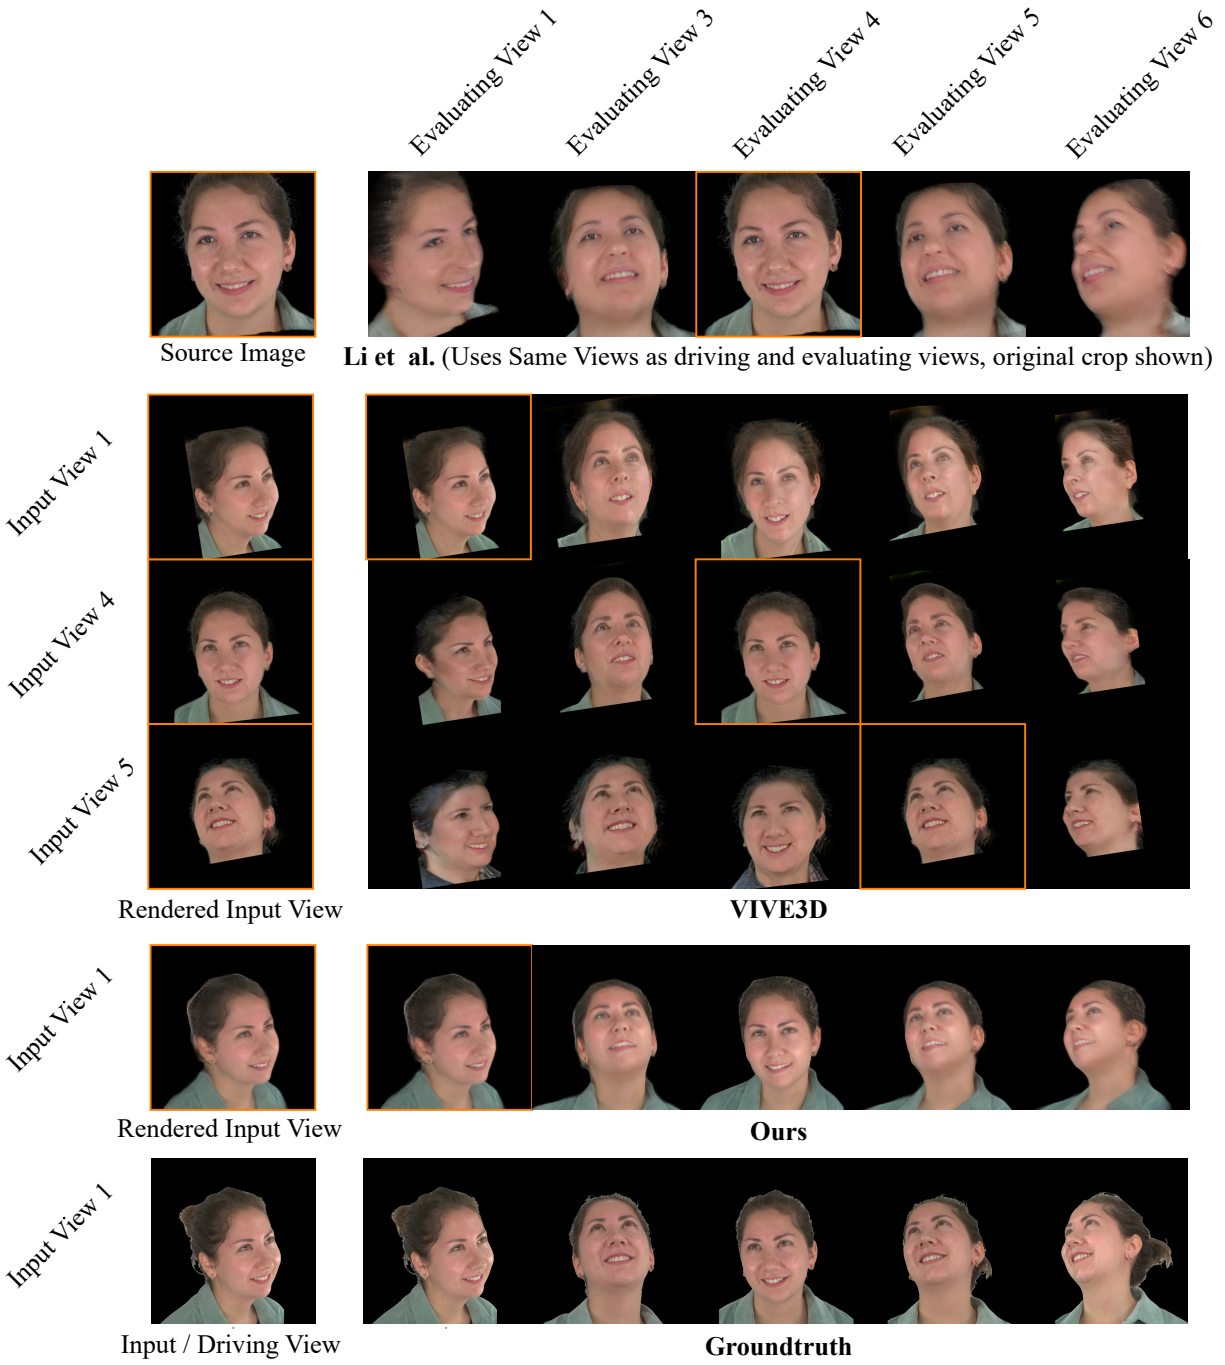 Evaluating View 1
Evaluating View 3
Evaluating View 4
Evaluating View 5
Evaluating View 6
Source Image
Li et al. (Uses Same Views as driving and evaluating views, original crop shown)
Input View 1
Input View 4
Input View 5
Rendered Input View
VIVE3D
Input View 1
Rendered Input View
Ours
Input View 1
Input / Driving View
Groundtruth